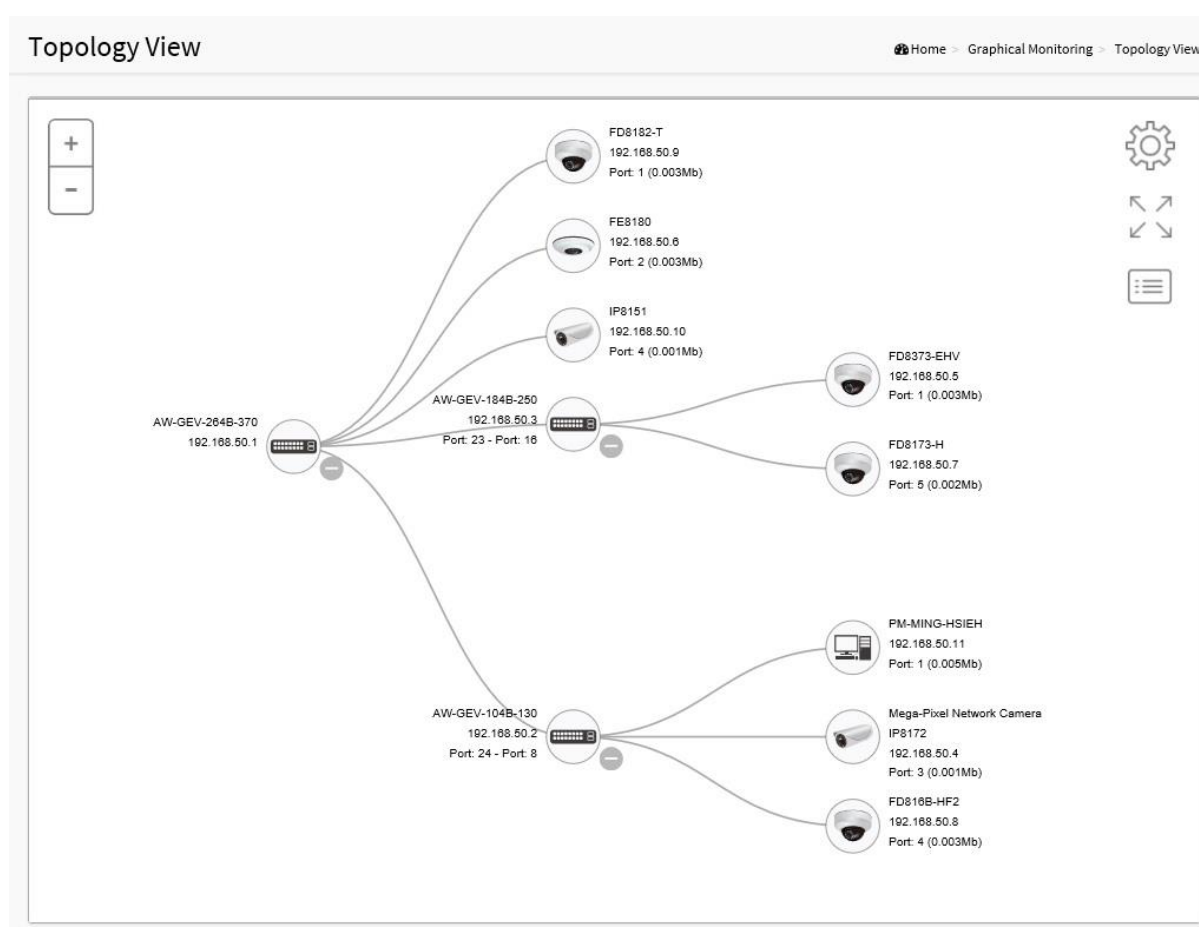 Topology View
Home > Graphical Monitoring > Topology View
+
FD8182-T
192.168.50.9
Port: 1 (0.003Mb)
-
FE8180
192.168.50.6
Port: 2 (0.003Mb)
IP8151
192.168.50.10
Port: 4 (0.001Mb)
FD8373-EHV
192.168.50.5
Port: 1 (0.003Mb)
AW-GEV-184B-250
192.168.50.3
Port: 23 - Port: 16
AW-GEV-264B-370
192.168.50.1
FD8173-H
192.168.50.7
Port: 5 (0.002Mb)
PM-MING-HSIEH
192.168.50.11
Port: 1 (0.005Mb)
AW-GEV-104B-130
192.168.50.2
Port: 24 - Port: 8
Mega-Pixel Network Camera
IP8172
192.168.50.4
Port: 3 (0.001Mb)
FD816B-HF2
192.168.50.8
Port: 4 (0.003Mb)